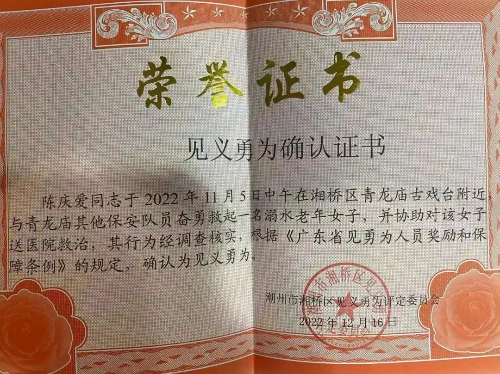 荣誉证书
见义勇为确认证书
陈庆爱同志于2022年11月5日中午在湘桥区青龙庙古戏台附近,
与青龙庙其他保安队员奋勇救起一名溺水老年女子,并协助对该女子
送医院救治,其行为经调查核实,根据《广东省见勇为人员奖励和保
障条例》的规定,确认为见义勇为。
潮州市湘桥区见义勇为评定委员会
2022年12月16日